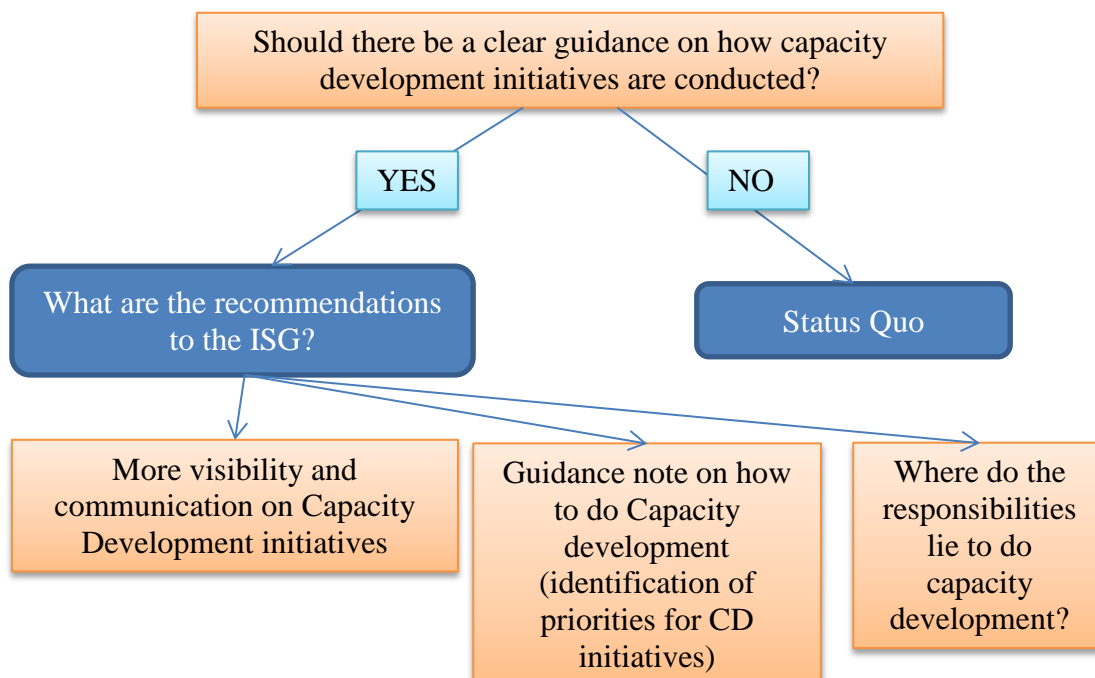 Should there be a clear guidance on how capacity
development initiatives are conducted?
YES
NO
What are the recommendations
to the ISG?
Status Quo
More visibility and
communication on Capacity
Development initiatives
Guidance note on how
to do Capacity
development
(identification of
priorities for CD
initiatives)
Where do the
responsibilities
lie to do
capacity
development?